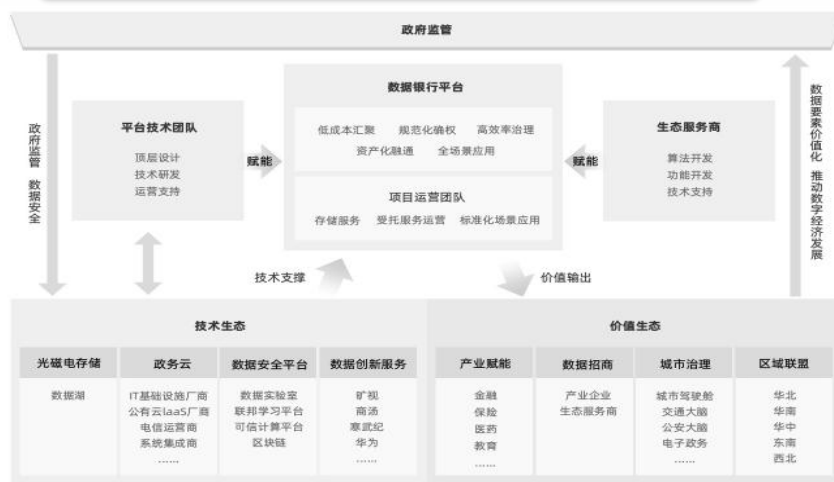 政府监管
政府监管 数据安全
平台技术团队
顶层设计
技术研发
运营支持
赋能
数据银行平台
低成本汇聚 规范化确权 高效率治理
资产化融通 全场景应用
项目运营团队
存储服务 受托服务运营 标准化场景应用
赋能
生态服务商
算法开发
功能开发
技术支持
数据要素价值化 推动数字经济发展
技术支撑
价值输出
技术生态
光磁电存储
数据湖
政务云
IT基础设施厂商
公有云IaaS厂商
电信运营商
系统集成商
……
数据安全平台
数据实验室
联邦学习平台
可信计算平台
区块链
数据创新服务
旷视
商汤
寒武纪
华为
……
价值生态
产业赋能
金融
保险
医药
教育
……
数据招商
产业企业
生态服务商
城市治理
城市驾驶舱
交通大脑
公安大脑
电子政务
……
区域联盟
华北
华南
华中
东南
西北